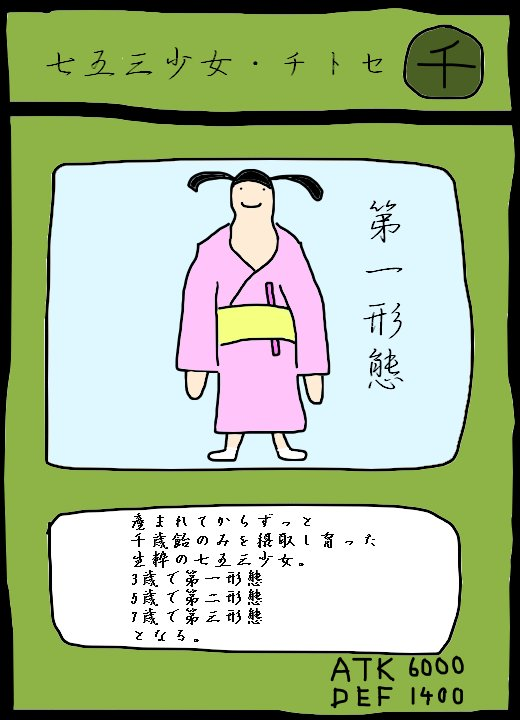 七五三少女・チトセ
千
第一形態
産まれてからずっと
千歳飴のみを摂取し育った
生粋の七五三少女。
3歳で第一形態
5歳で第二形態
7歳で第三形態
となる。
ATK 6000
DEF 1400